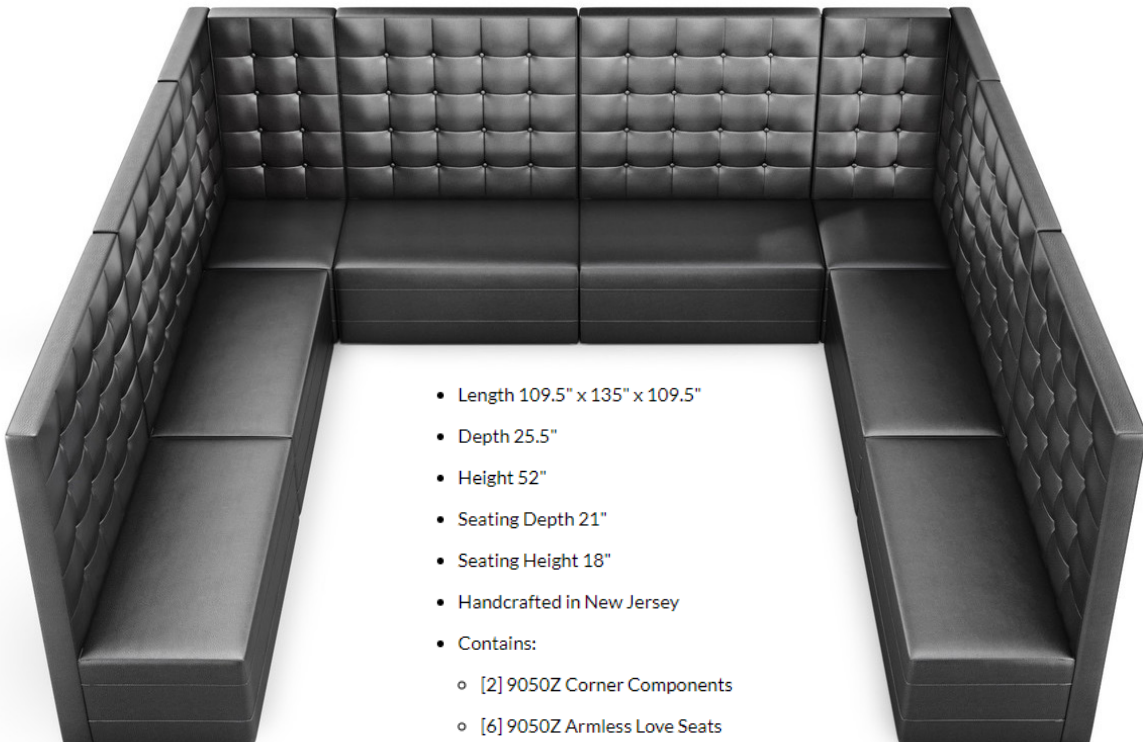 Length 109.5" x 135" x 109.5"
Depth 25.5"
Height 52"
Seating Depth 21"
Seating Height 18"
Handcrafted in New Jersey
Contains:
[2] 9050Z Corner Components
[6] 9050Z Armless Love Seats